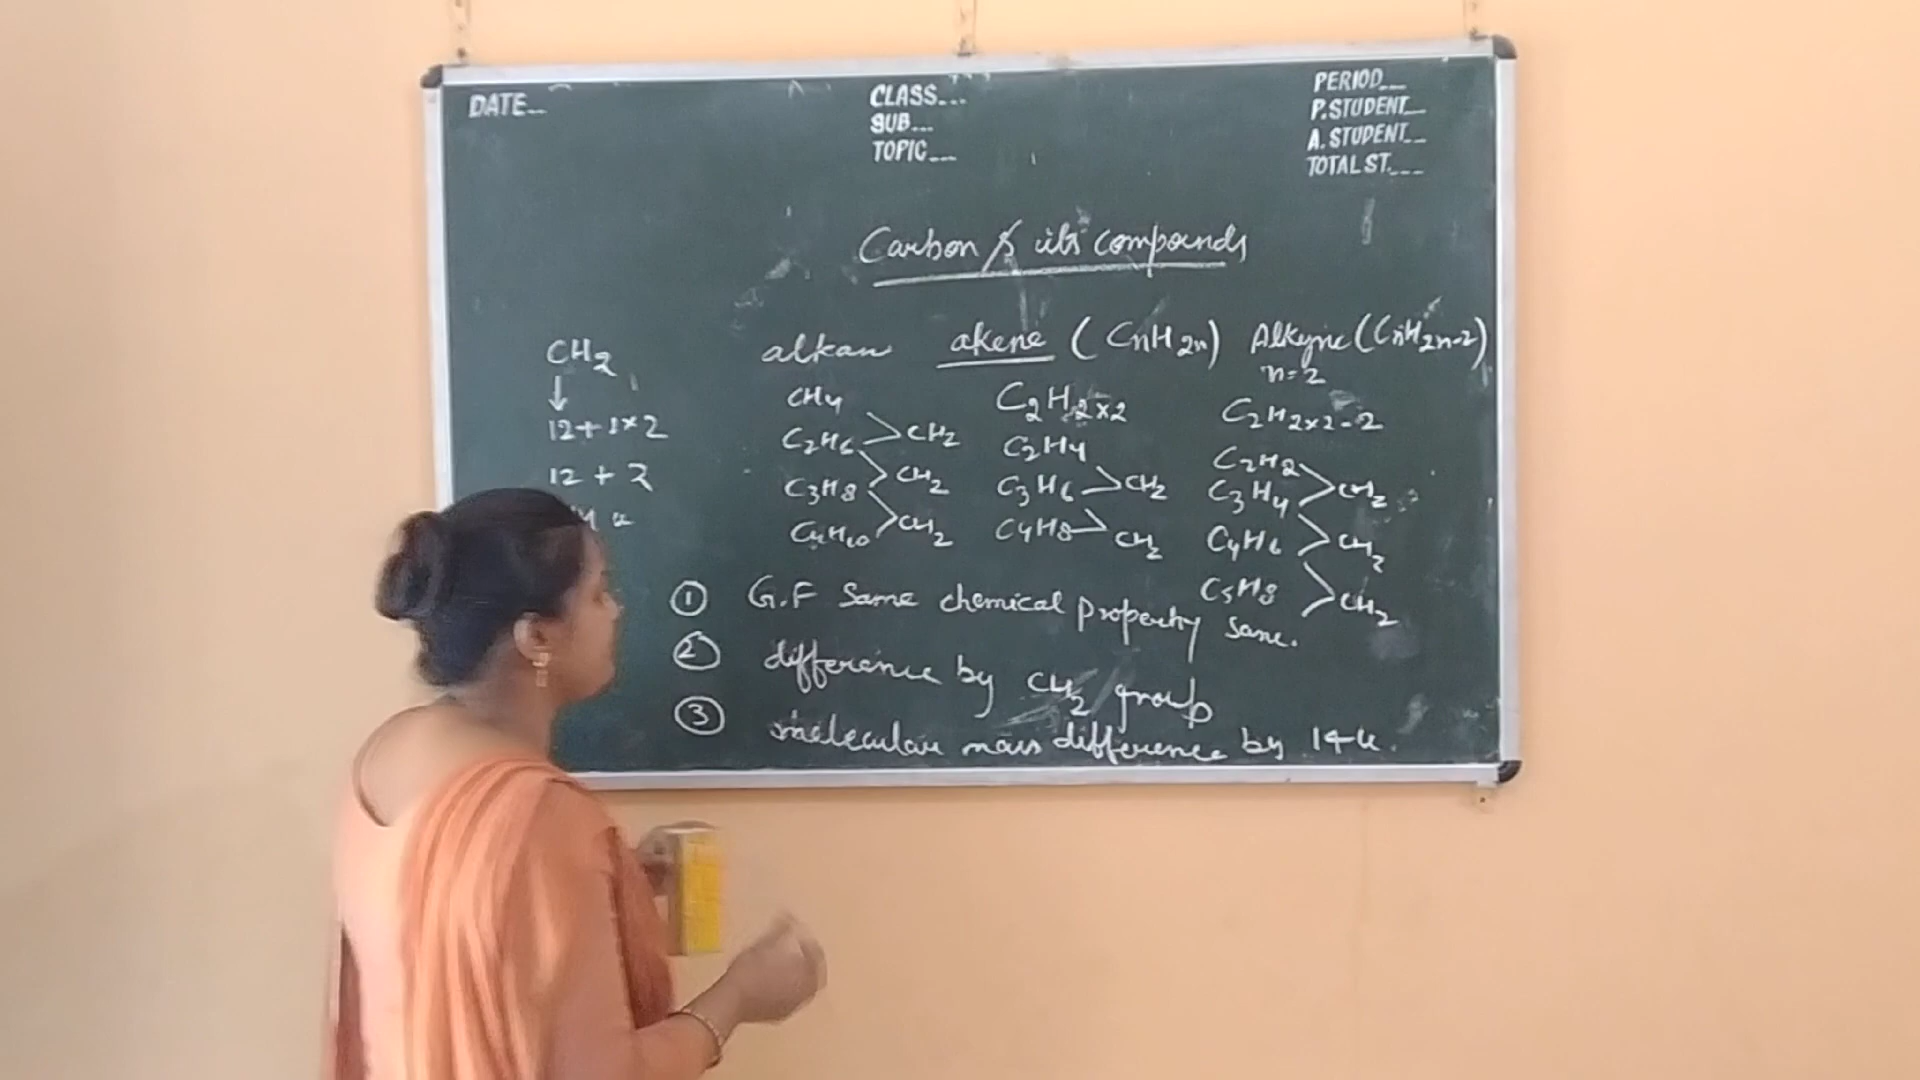 DATE...
CLASS...
SUB...
TOPIC...
PERIOD...
P.STUDENT...
A.STUDENT...
TOTAL ST....
Carbon & its compounds
CH2
↓
12+1×2
12 + 2
alkan
CH4
C2H6 > CH2
C3H8 > CH2
C4H10 > CH2
akene (CnH2n)
C2H2×2
C2H4
C3H6 > CH2
C4H8 > CH2
Alkyne (CnH2n-2)
n=2
C2H2×2-2
C2H2
C3H4 > CH2
C4H6 > CH2
C5H8 > CH2
① G.F Same chemical property same.
② difference by CH2 group
③ molecular mass difference by 14u.